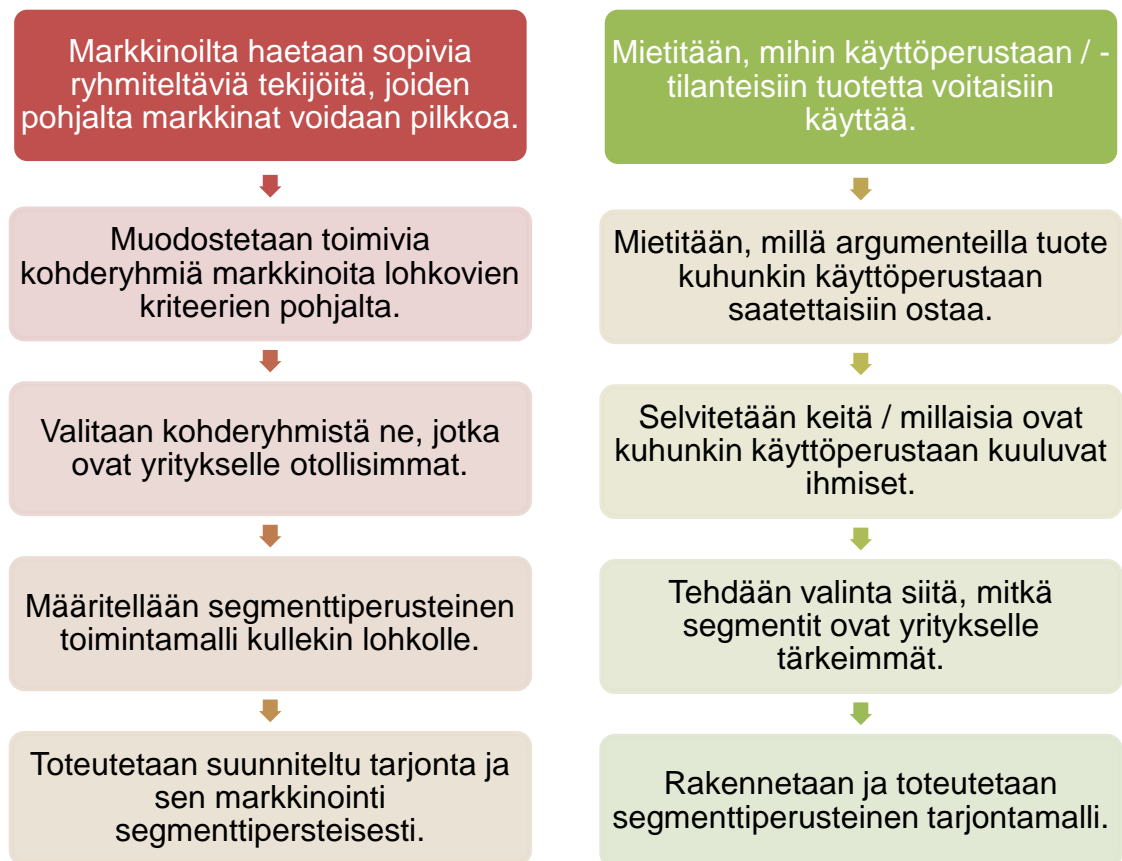 Markkinoilta haetaan sopivia
ryhmiteltäviä tekijöitä, joiden
pohjalta markkinat voidaan pilkkoa.
Muodostetaan toimivia
kohderyhmiä markkinoita lohkovien
kriteerien pohjalta.
Valitaan kohderyhmistä ne, jotka
ovat yritykselle otollisimmat.
Määritellään segmenttiperusteinen
toimintamalli kullekin lohkolle.
Toteutetaan suunniteltu tarjonta ja
sen markkinointi
segmenttipersteisesti.
Mietitään, mihin käyttöperustaan / -
tilanteisiin tuotetta voitaisiin
käyttää.
Mietitään, millä argumenteilla tuote
kuhunkin käyttöperustaan
saatettaisiin ostaa.
Selvitetään keitä / millaisia ovat
kuhunkin käyttöperustaan kuuluvat
ihmiset.
Tehdään valinta siitä, mitkä
segmentit ovat yritykselle
tärkeimmät.
Rakennetaan ja toteutetaan
segmenttiperusteinen tarjontamalli.